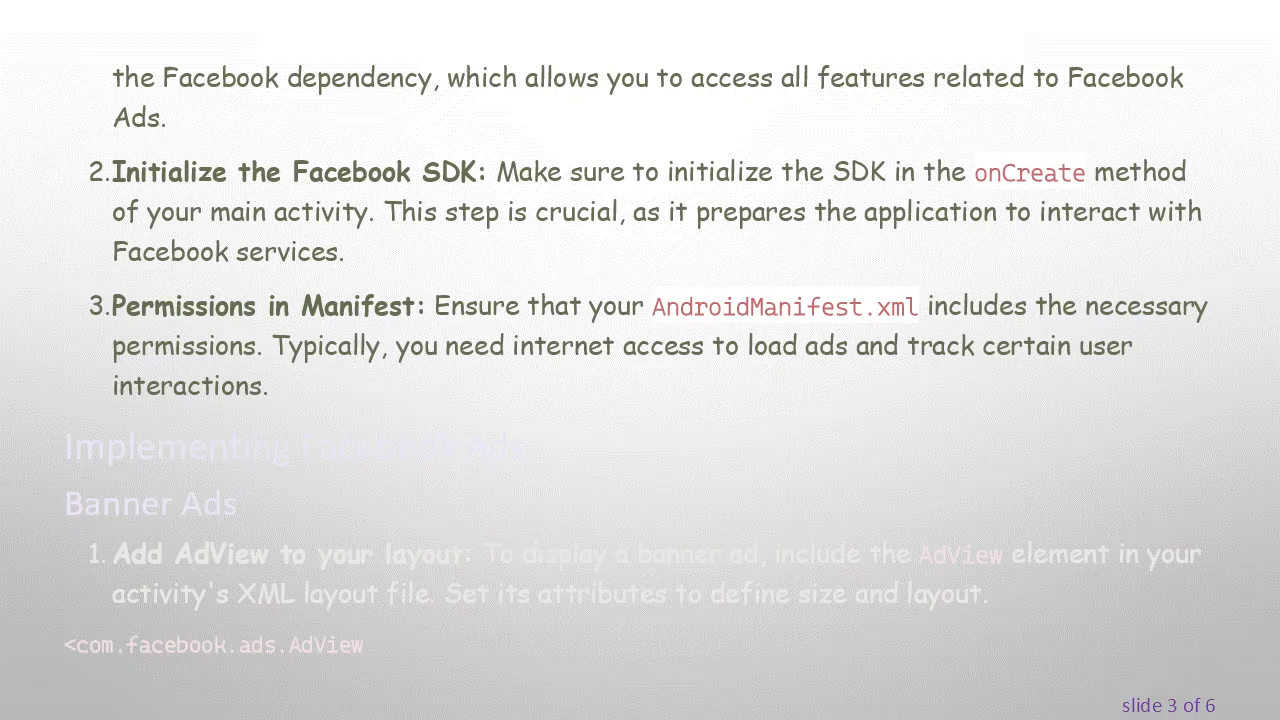 the Facebook dependency, which allows you to access all features related to Facebook
Ads.
2.Initialize the Facebook SDK: Make sure to initialize the SDK in the onCreate method
of your main activity. This step is crucial, as it prepares the application to interact with
Facebook services.
3.Permissions in Manifest: Ensure that your AndroidManifest.xml includes the necessary
permissions. Typically, you need internet access to load ads and track certain user
interactions.
Implementing Facebook Ads
Banner Ads
1. Add AdView to your layout: To display a banner ad, include the AdView element in your
activity's XML layout file. Set its attributes to define size and layout.
<com.facebook.ads.AdView
slide 3 of 6